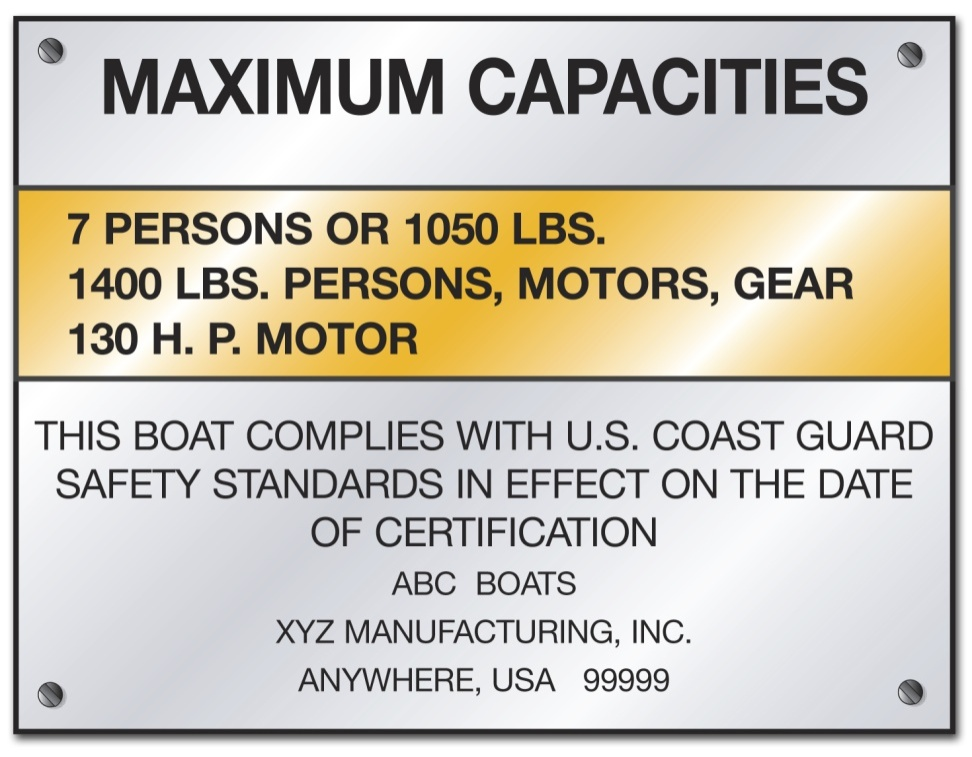 MAXIMUM CAPACITIES
7 PERSONS OR 1050 LBS.
1400 LBS. PERSONS, MOTORS, GEAR
130 H. P. MOTOR
THIS BOAT COMPLIES WITH U.S. COAST GUARD
SAFETY STANDARDS IN EFFECT ON THE DATE
OF CERTIFICATION
ABC BOATS
XYZ MANUFACTURING, INC.
ANYWHERE, USA 99999